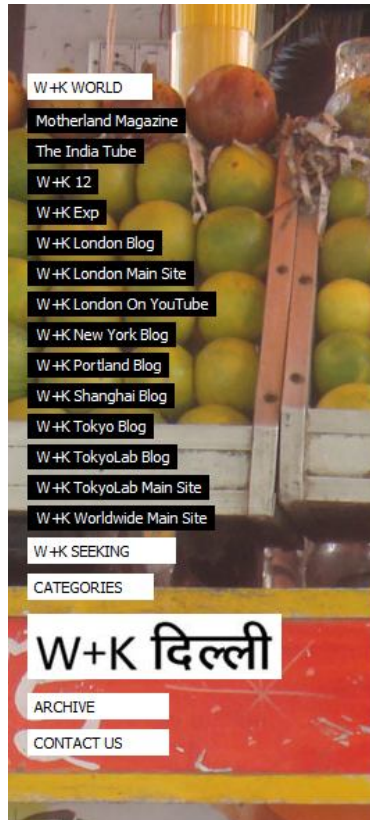 W+K WORLD
Motherland Magazine
The India Tube
W+K 12
W+K Exp
W+K London Blog
W+K London Main Site
W+K London On YouTube
W+K New York Blog
W+K Portland Blog
W+K Shanghai Blog
W+K Tokyo Blog
W+K TokyoLab Blog
W+K TokyoLab Main Site
W+K Worldwide Main Site
W+K SEEKING
CATEGORIES
W+K दिल्ली
ARCHIVE
CONTACT US